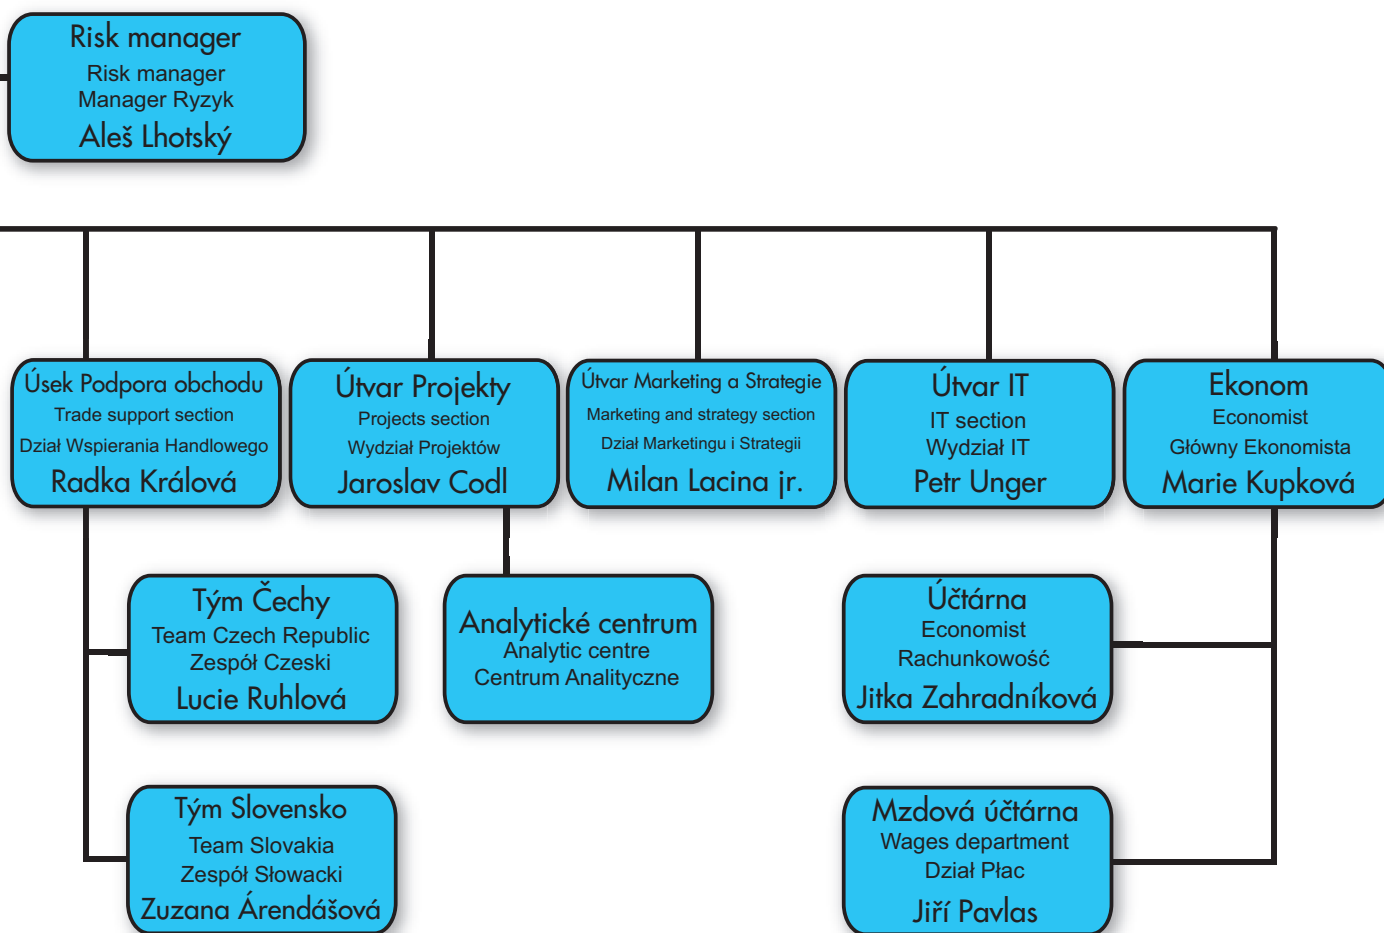 Risk manager
Risk manager
Manager Ryzyk
Aleš Lhotský
Úsek Podpora obchodu
Trade support section
Dział Wspierania Handlowego
Radka Králová
Útvar Projekty
Projects section
Wydział Projektów
Jaroslav Codl
Útvar Marketing a Strategie
Marketing and strategy section
Dział Marketingu i Strategii
Milan Lacina jr.
Útvar IT
IT section
Wydział IT
Petr Unger
Ekonom
Economist
Główny Ekonomista
Marie Kupková
Tým Čechy
Team Czech Republic
Zespół Czeski
Lucie Ruhlová
Analytické centrum
Analytic centre
Centrum Analityczne
Účtárna
Economist
Rachunkowość
Jitka Zahradníková
Tým Slovensko
Team Slovakia
Zespół Słowacki
Zuzana Árendášová
Mzdová účtárna
Wages department
Dział Płac
Jiří Pavlas